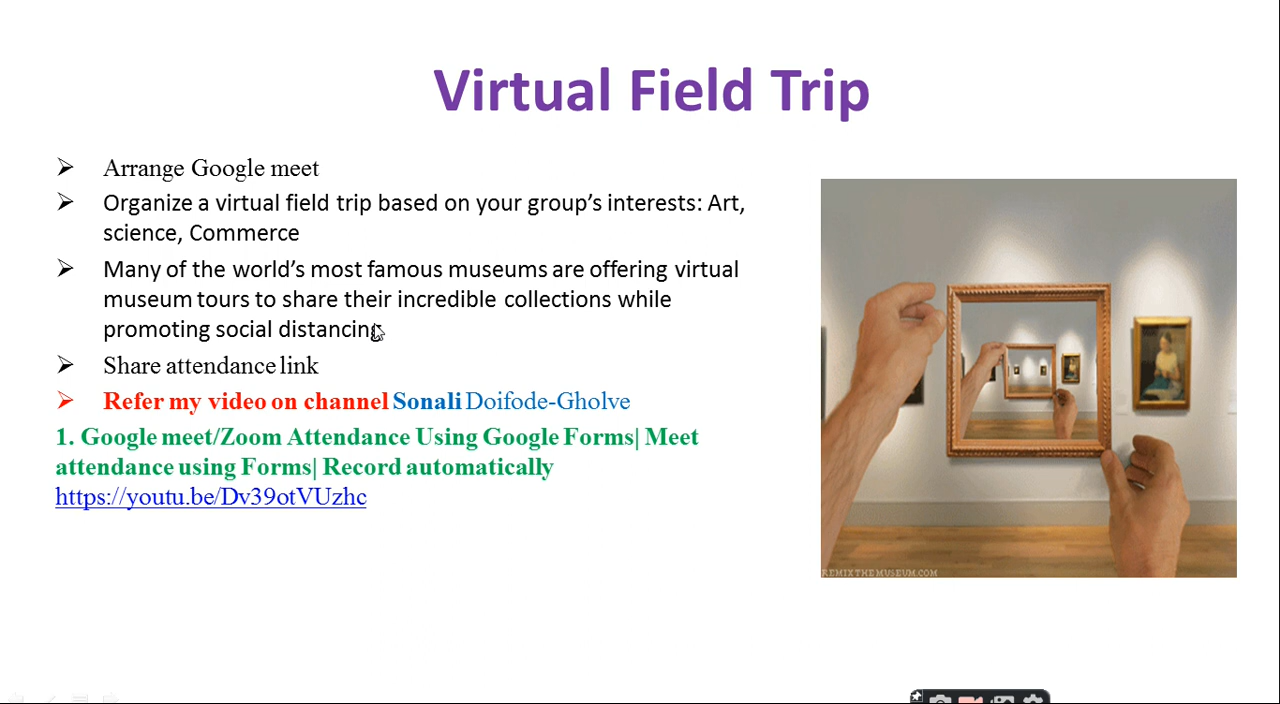 Virtual Field Trip
Arrange Google meet
Organize a virtual field trip based on your group’s interests: Art,
science, Commerce
Many of the world’s most famous museums are offering virtual
museum tours to share their incredible collections while
promoting social distancing
Share attendance link
Refer my video on channel Sonali Doifode-Gholve
1. Google meet/Zoom Attendance Using Google Forms| Meet
attendance using Forms| Record automatically
https://youtu.be/Dv39otVUzhc
REMIXTHEMUSEUM.COM